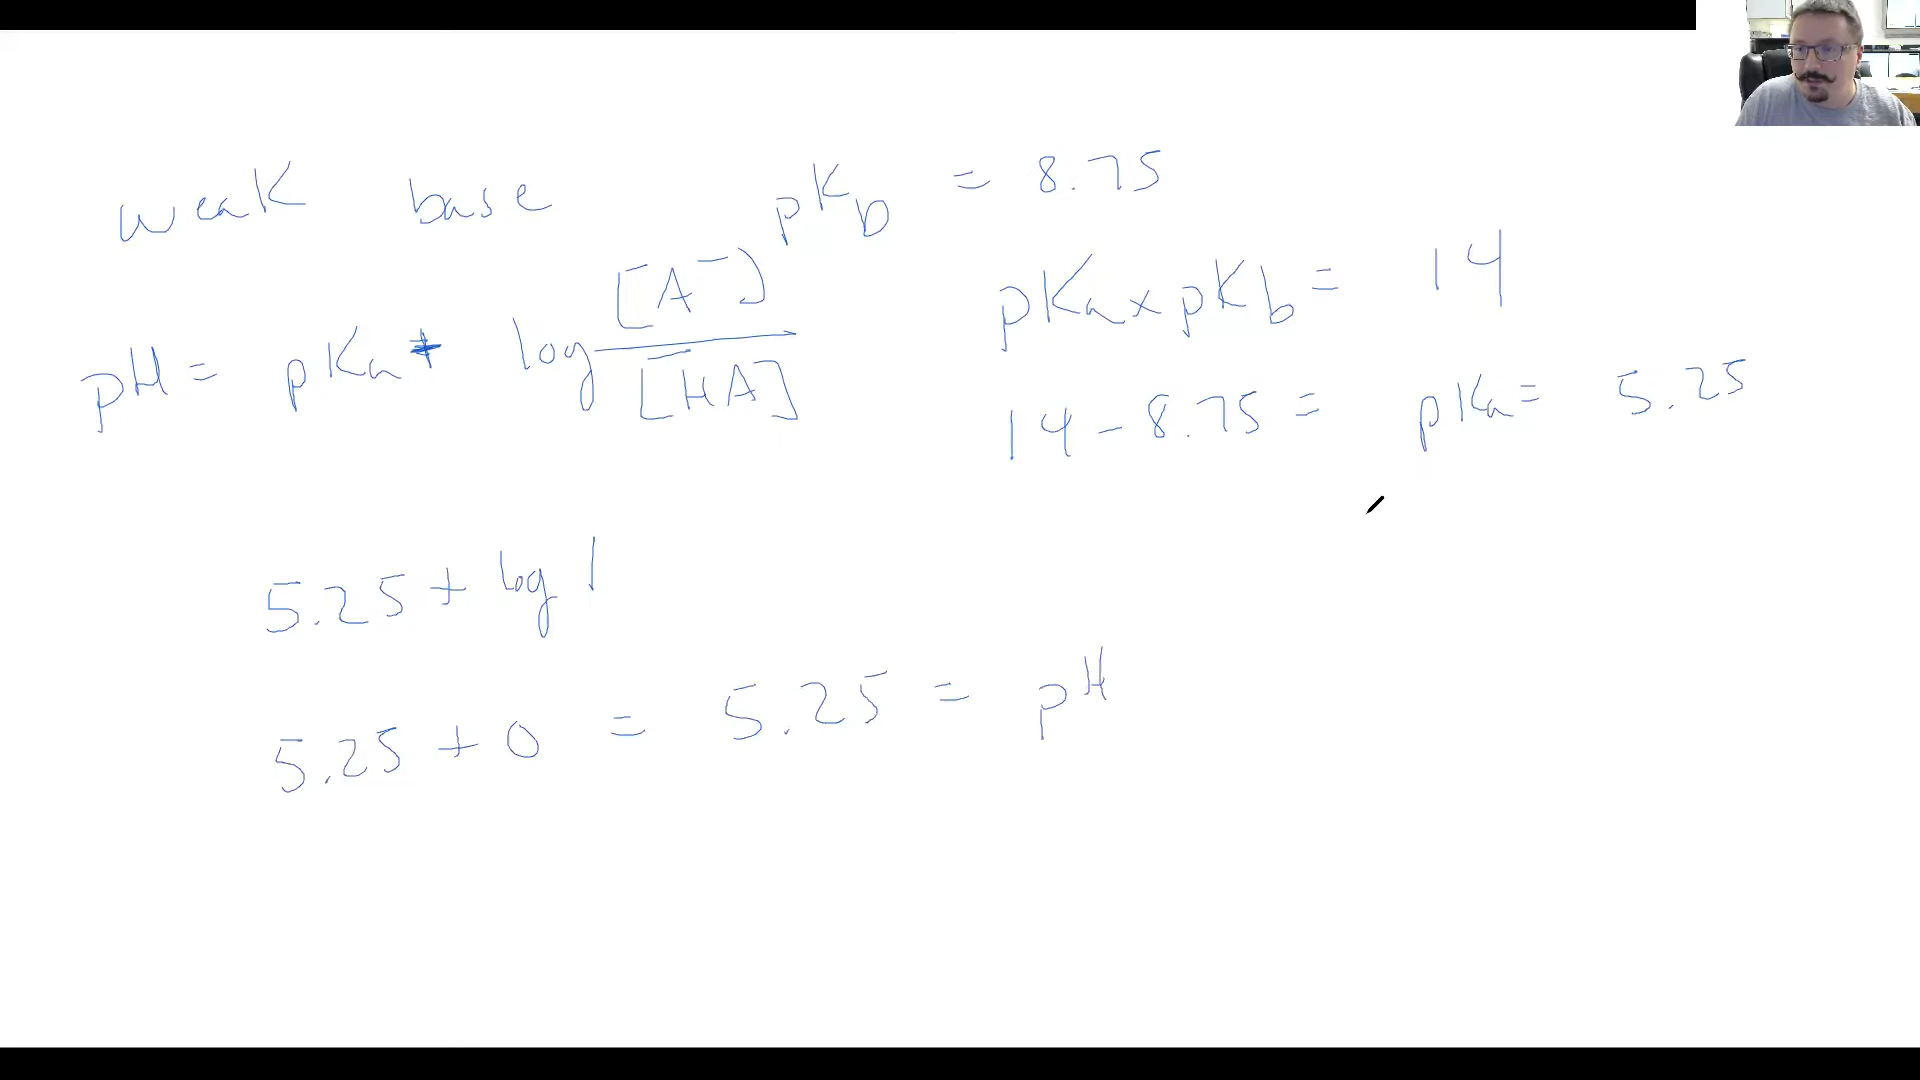 weak base pKb = 8.75
pH = pKa + log [A⁻] / [HA]
pKa x pKb = 14
14 - 8.75 = pKa = 5.25
5.25 + log 1
5.25 + 0 = 5.25 = pH